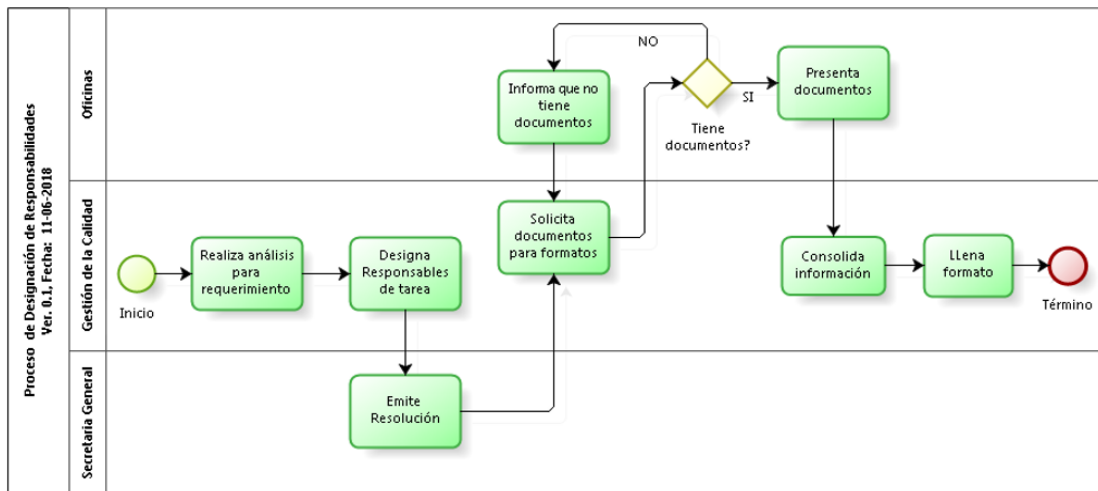 Proceso de Designación de Responsabilidades
Ver. 0.1, Fecha: 11-06-2018
Oficinas
NO
Informa que no
tiene
documentos
SI
Tiene
documentos?
Presenta
documentos
Gestión de la Calidad
Inicio
Realiza análisis
para
requerimiento
Designa
Responsables
de tarea
Solicita
documentos
para formatos
Consolida
información
LLena
formato
Término
Secretaria General
Emite
Resolución